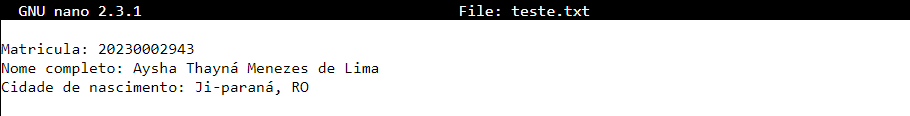 GNU nano 2.3.1 File: teste.txt
Matricula: 20230002943
Nome completo: Aysha Thayná Menezes de Lima
Cidade de nascimento: Ji-paraná, RO